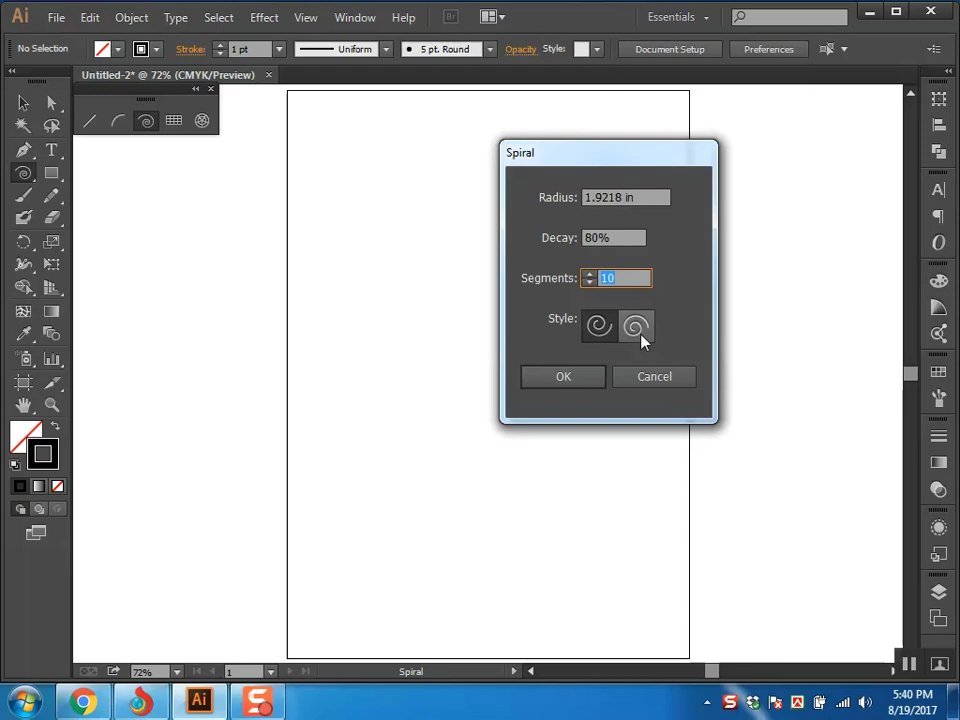 Ai File Edit Object Type Select Effect View Window Help Br Essentials
No Selection Stroke: 1 pt Uniform 5 pt. Round Opacity Style: Document Setup Preferences
Untitled-2* @ 72% (CMYK/Preview)
Spiral
Radius: 1.9218 in
Decay: 80%
Segments: 10
Style:
OK Cancel
72% 1 Spiral
Ai S S A 5:40 PM
8/19/2017